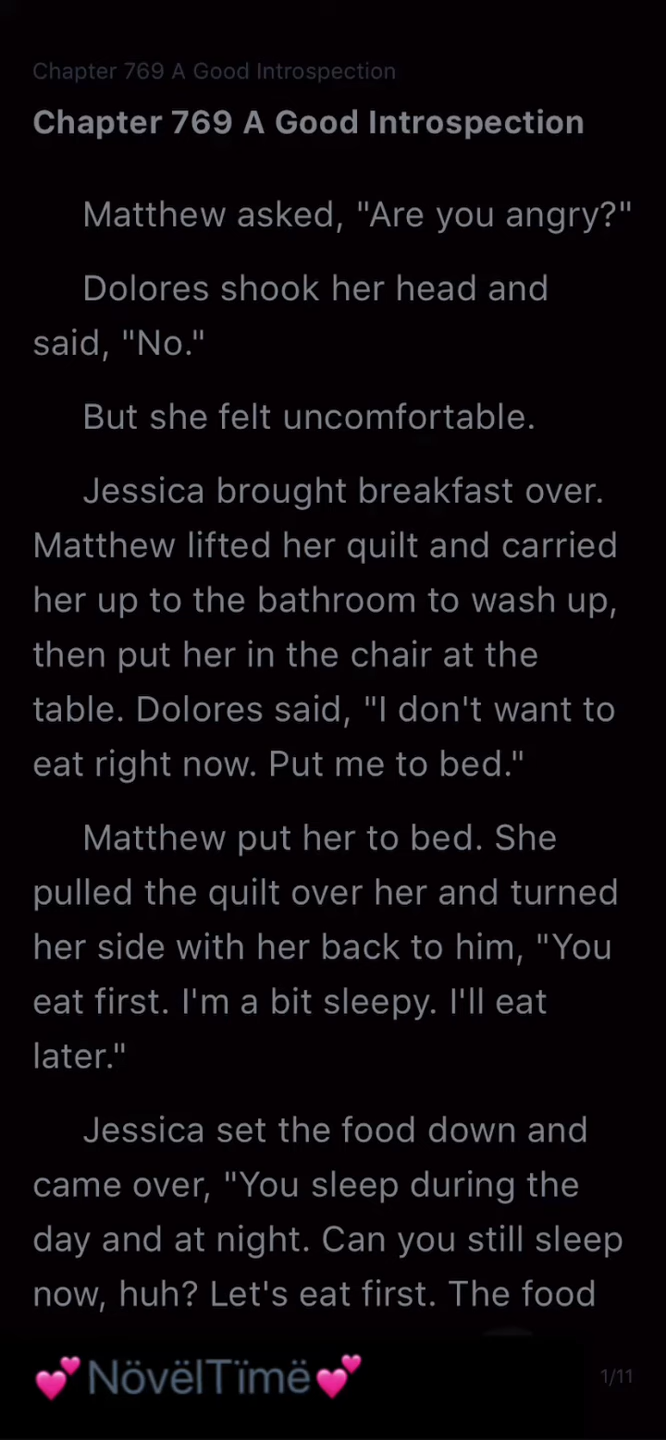 Chapter 769 A Good Introspection
Chapter 769 A Good Introspection
Matthew asked, "Are you angry?"
Dolores shook her head and
said, "No."
But she felt uncomfortable.
Jessica brought breakfast over.
Matthew lifted her quilt and carried
her up to the bathroom to wash up,
then put her in the chair at the
table. Dolores said, "I don't want to
eat right now. Put me to bed."
Matthew put her to bed. She
pulled the quilt over her and turned
her side with her back to him, "You
eat first. I'm a bit sleepy. I'll eat
later."
Jessica set the food down and
came over, "You sleep during the
day and at night. Can you still sleep
now, huh? Let's eat first. The food
💕NövëlTïmë💕
1/11